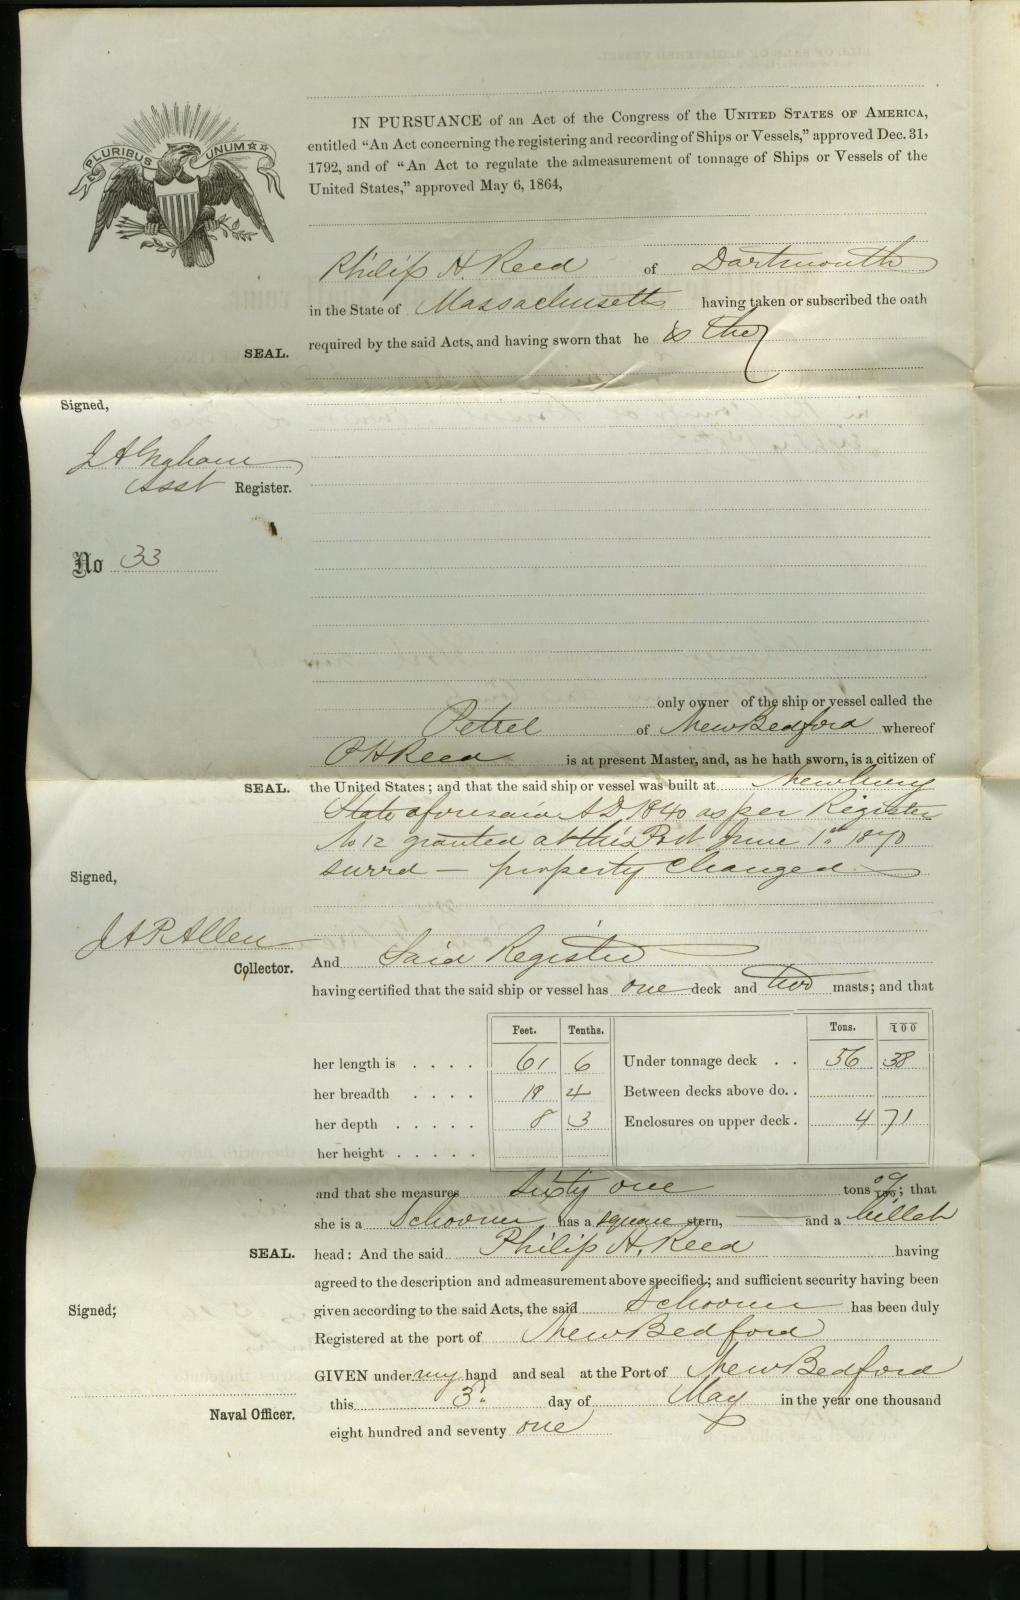 PLURIBUS UNUM
IN PURSUANCE of an Act of the Congress of the UNITED STATES OF AMERICA,
entitled "An Act concerning the registering and recording of Ships or Vessels," approved Dec. 31,
1792, and of "An Act to regulate the admeasurement of tonnage of Ships or Vessels of the
United States," approved May 6, 1864,
Philip H. Reed of Dartmouth
in the State of Massachusetts having taken or subscribed the oath
required by the said Acts, and having sworn that he is the
SEAL.
Signed,
Asst Register.
No 33
only owner of the ship or vessel called the
Petrel of New Bedford whereof
P H Reed is at present Master, and, as he hath sworn, is a citizen of
SEAL. the United States; and that the said ship or vessel was built at Newbury
State aforesaid A.D. 1840 as per Register
No 12 granted at this Port June 1st 1870
surrd — property changed
Signed,
J A P Allen
Collector.
And Said Register
having certified that the said ship or vessel has one deck and two masts; and that
Feet. Tenths. Tons. 100
her length is . . . . 61 6 Under tonnage deck . . 56 38
her breadth . . . . 18 4 Between decks above do. .
her depth . . . . . 8 3 Enclosures on upper deck . 4 71
her height . . . . .
and that she measures Sixty one tons 09/100; that
she is a Schooner has a square stern, and a billet
SEAL. head: And the said Philip H. Reed having
agreed to the description and admeasurement above specified; and sufficient security having been
Signed;
given according to the said Acts, the said Schooner has been duly
Registered at the port of New Bedford
GIVEN under my hand and seal at the Port of New Bedford
this 3d day of May in the year one thousand
Naval Officer.
eight hundred and seventy one